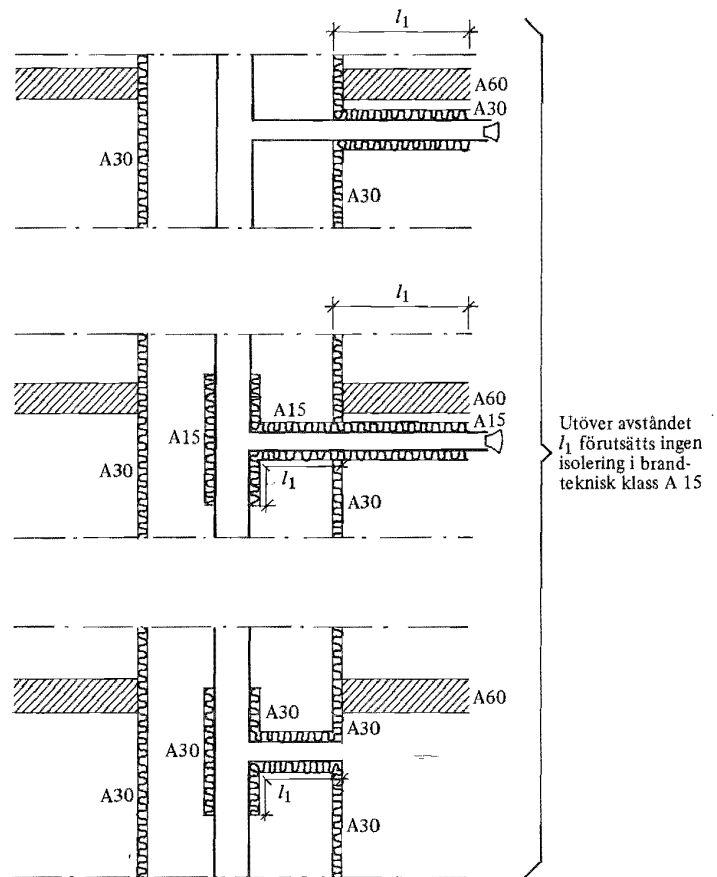 l1
A60
A30
A30
A30
l1
A60
A15
A15
A15
A30
l1
A30
Utöver avståndet
l1 förutsätts ingen
isolering i brand-
teknisk klass A 15
A60
A30
A30
A30
A30
l1
A30